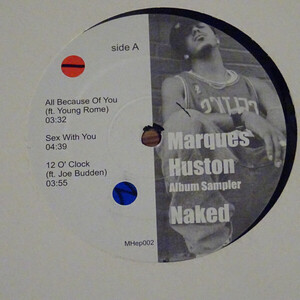 side A
All Because Of You
(ft. Young Rome)
03:32
Sex With You
04:39
12 O' Clock
(ft. Joe Budden)
03:55
Marques
Huston
Album Sampler
Naked
MHep002
CELTICS